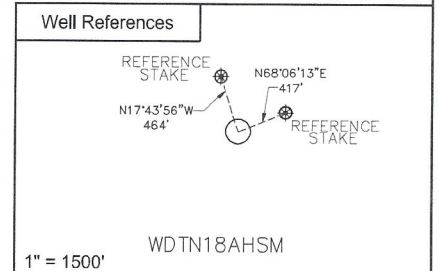 Well References
REFERENCE
STAKE
N68°06'13"E
417'
N17°43'56"W
464'
REFERENCE
STAKE
WDTN18AHSM
1" = 1500'